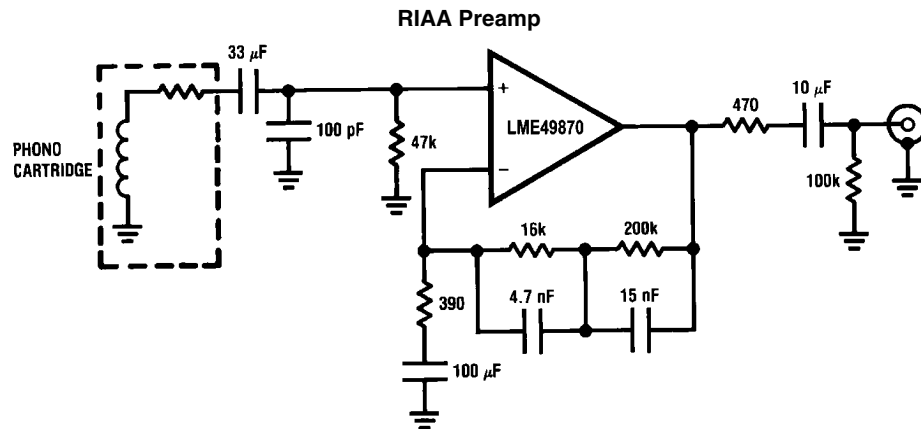 RIAA Preamp
33 μF
10 μF
+
LME49870
470
100 pF
47k
PHONO
CARTRIDGE
−
100k
16k
200k
390
4.7 nF
15 nF
100 μF